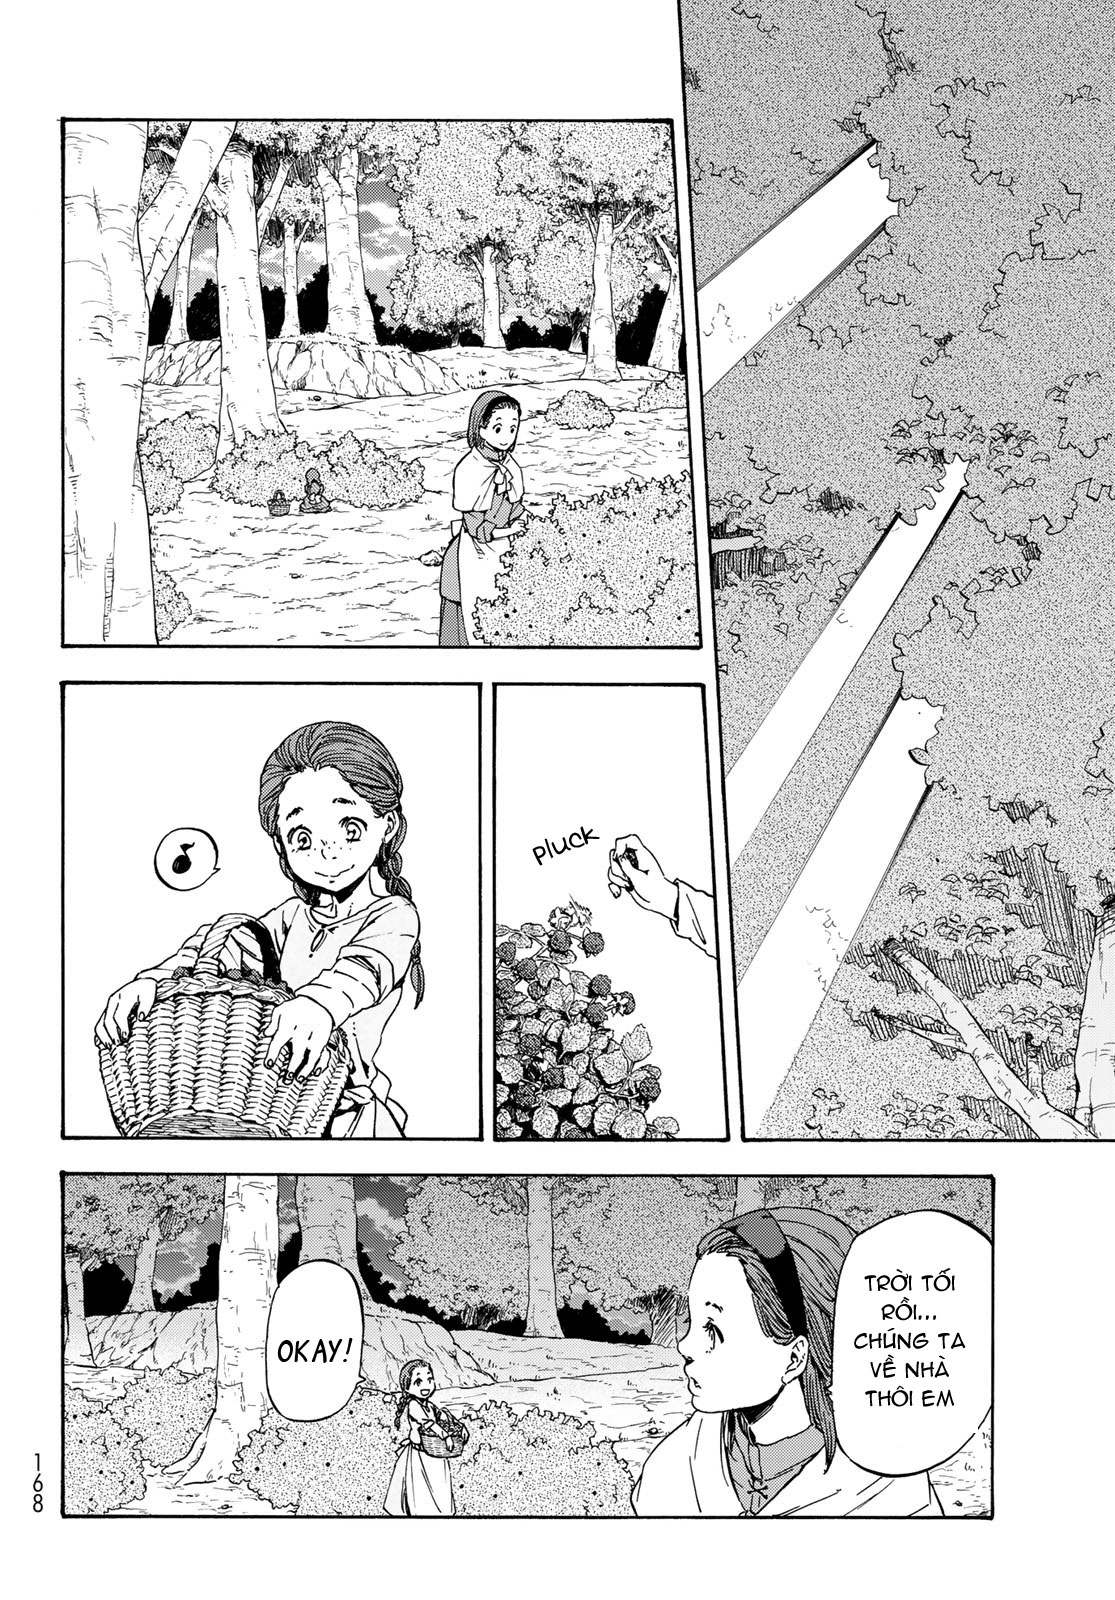 pluck
TRỜI TỐI
RỒI...
CHÚNG TA
VỀ NHÀ
THÔI EM
OKAY!
168